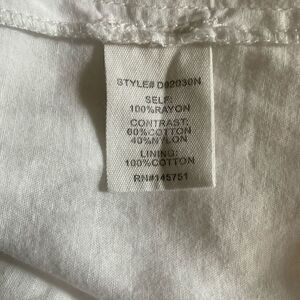 STYLE# D92030N
SELF:
100%RAYON
CONTRAST:
60%COTTON
40%NYLON
LINING:
100%COTTON
RN#145751